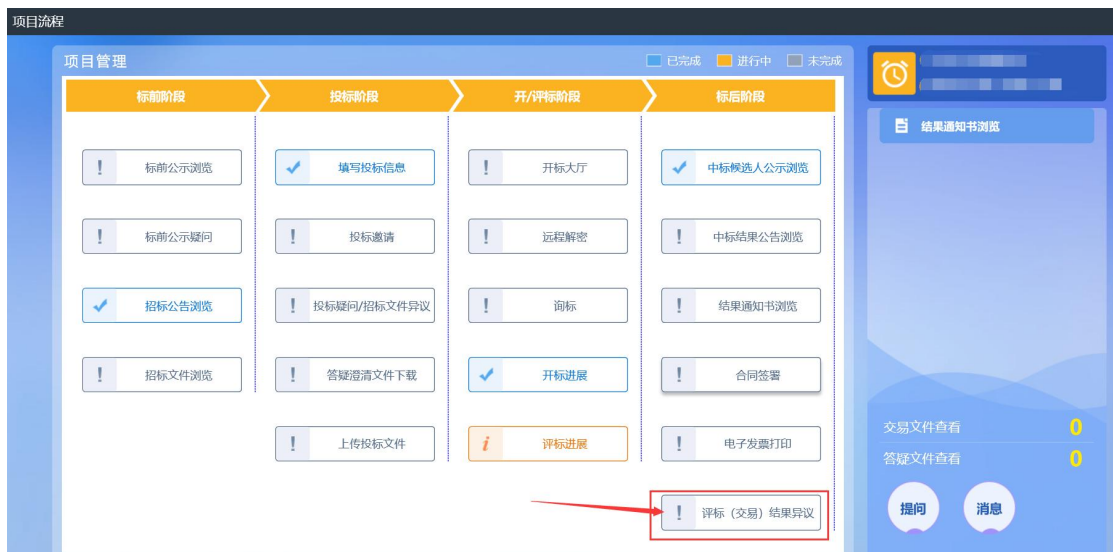 项目流程
项目管理
已完成 进行中 未完成
标前阶段 投标阶段 开/评标阶段 标后阶段
标前公示浏览 填写投标信息 开标大厅 中标候选人公示浏览
标前公示疑问 投标邀请 远程解密 中标结果公告浏览
招标公告浏览 投标疑问/招标文件异议 询标 结果通知书浏览
招标文件浏览 答疑澄清文件下载 开标进展 合同签署
上传投标文件 评标进展 电子发票打印
评标（交易）结果异议
结果通知书浏览
交易文件查看 0
答疑文件查看 0
提问 消息